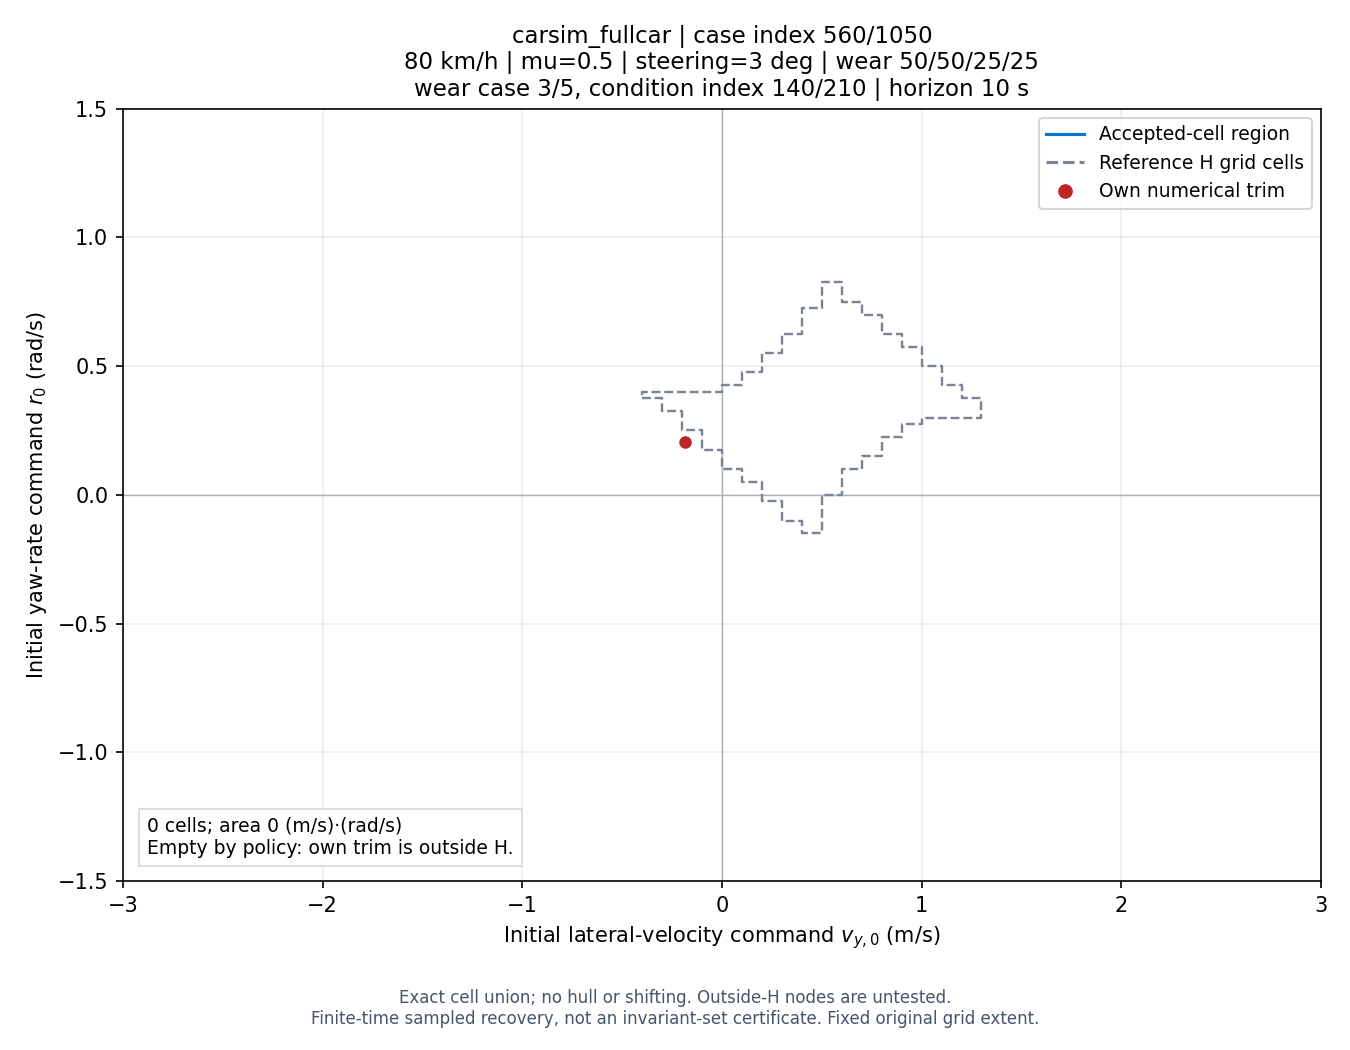 carsim_fullcar | case index 560/1050
80 km/h | mu=0.5 | steering=3 deg | wear 50/50/25/25
wear case 3/5, condition index 140/210 | horizon 10 s
Accepted-cell region
Reference H grid cells
Own numerical trim
1.5
1.0
0.5
0.0
−0.5
−1.0
−1.5
Initial yaw-rate command r0 (rad/s)
0 cells; area 0 (m/s)·(rad/s)
Empty by policy: own trim is outside H.
−3
−2
−1
0
1
2
3
Initial lateral-velocity command vy,0 (m/s)
Exact cell union; no hull or shifting. Outside-H nodes are untested.
Finite-time sampled recovery, not an invariant-set certificate. Fixed original grid extent.